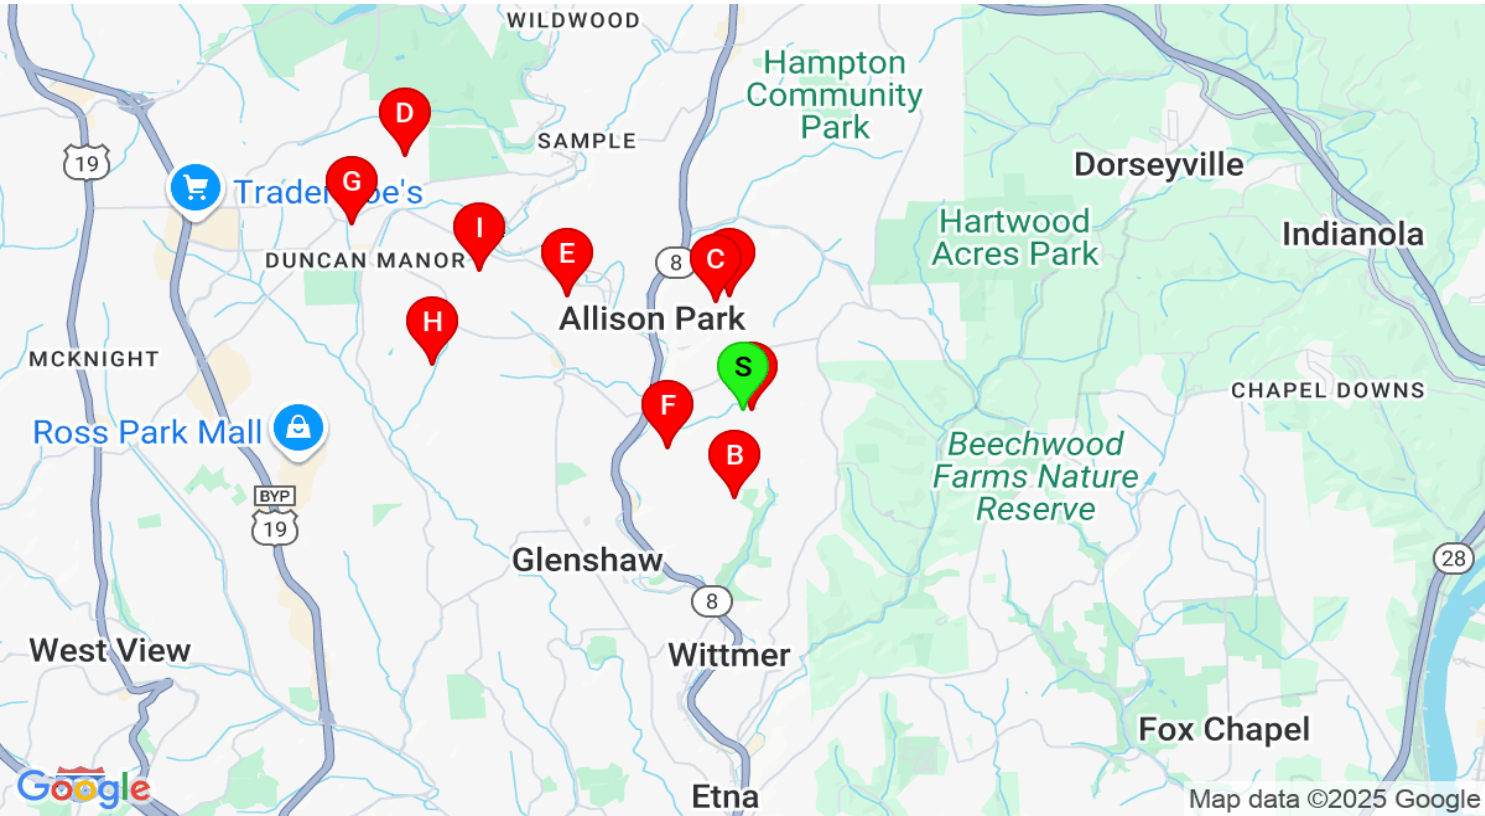 WILDWOOD
Hampton
Community
Park
D
SAMPLE
19
Dorseyville
G
Trader Joe's
Hartwood
Acres Park
Indianola
I
E
8
C
DUNCAN MANOR
H
Allison Park
MCKNIGHT
S
CHAPEL DOWNS
F
Ross Park Mall
B
Beechwood
Farms Nature
Reserve
BYP
19
Glenshaw
28
8
West View
Wittmer
Fox Chapel
Google
Etna
Map data ©2025 Google